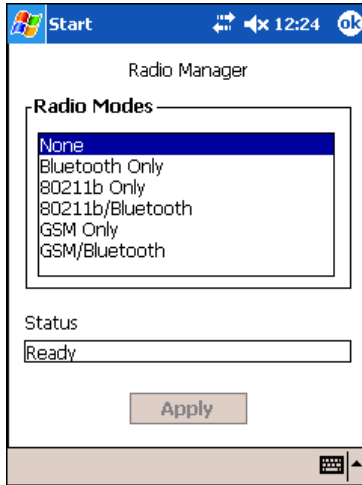 Start 12:24 ok
Radio Manager
Radio Modes
None
Bluetooth Only
80211b Only
80211b/Bluetooth
GSM Only
GSM/Bluetooth
Status
Ready
Apply